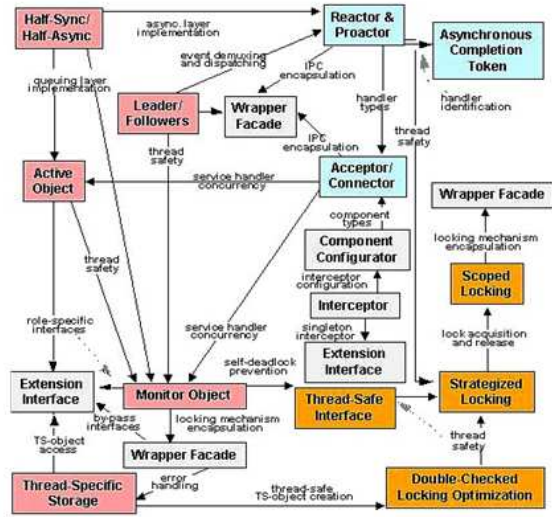 Half-Sync/
Half-Async
async. layer
implementation
Reactor &
Proactor
Asynchronous
Completion
Token
event demuxing
and dispatching
IPC
encapsulation
queuing layer
implementation
Leader/
Followers
Wrapper
Facade
handler
types
handler
identification
thread
safety
IPC
encapsulation
thread
safety
Active
Object
service handler
concurrency
Acceptor/
Connector
Wrapper Facade
component
types
Component
Configurator
locking mechanism
encapsulation
thread
safety
interceptor
configuration
Scoped
Locking
Interceptor
role-specific
interfaces
service handler
concurrency
singleton
interceptor
lock acquisition
and release
Extension
Interface
self-deadlock
prevention
Extension
Interface
Monitor Object
Thread-Safe
Interface
Strategized
Locking
by-pass
interfaces
locking mechanism
encapsulation
TS-object
access
Wrapper Facade
thread
safety
error
handling
Thread-Specific
Storage
thread-safe
TS-object creation
Double-Checked
Locking Optimization